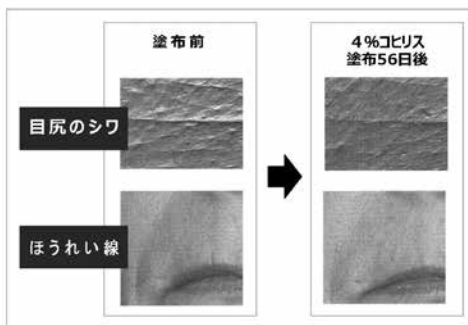 塗布前
4%コヒリス
塗布56日後
目尻のシワ
ほうれい線